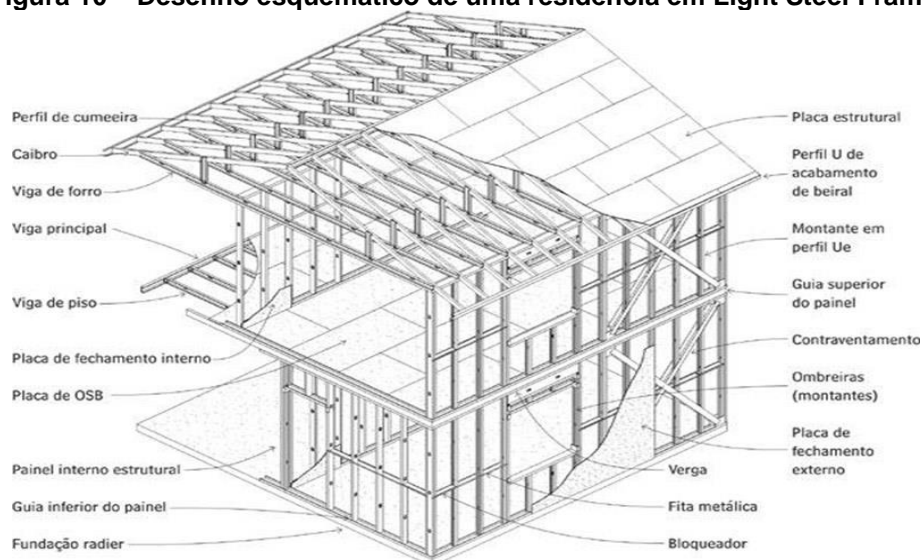 Figura 10 – Desenho esquemático de uma residência em Light Steel Fram
Perfil de cumeeira
Caibro
Viga de forro
Viga principal
Viga de piso
Placa de fechamento interno
Placa de OSB
Painel interno estrutural
Guia inferior do painel
Fundação radier
Placa estrutural
Perfil U de
acabamento
de beiral
Montante em
perfil Ue
Guia superior
do painel
Contraventamento
Ombreiras
(montantes)
Placa de
fechamento
externo
Verga
Fita metálica
Bloqueador